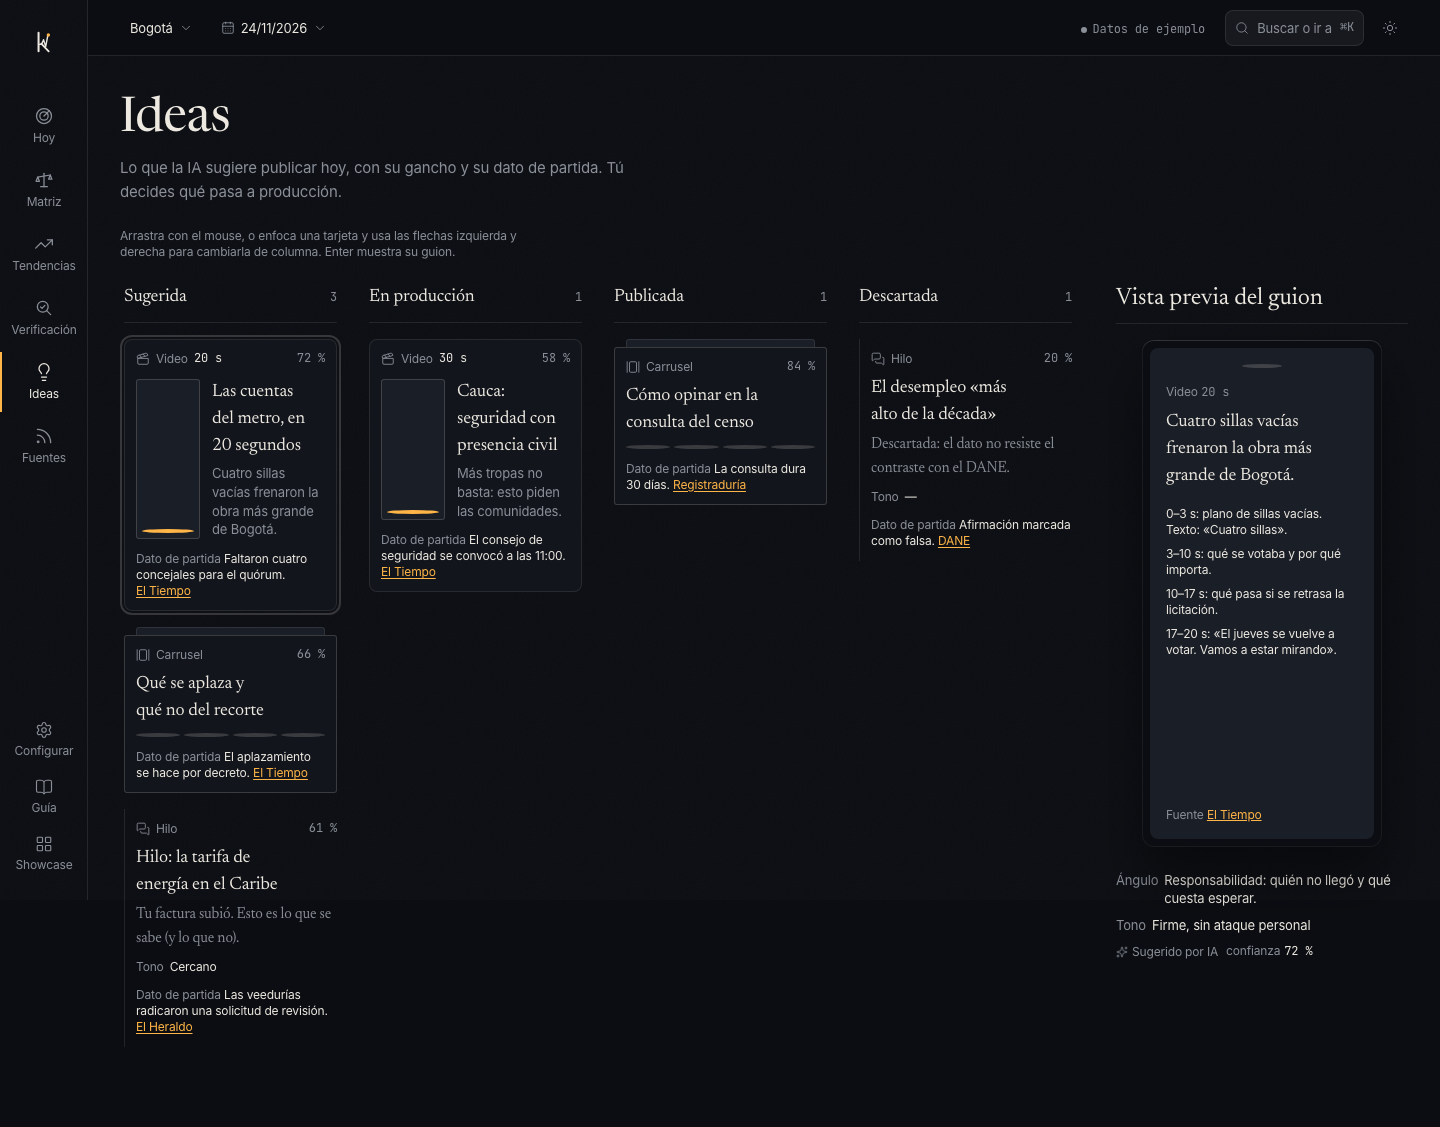 Bogotá
24/11/2026
Datos de ejemplo
Buscar o ir a ⌘K
Hoy
Matriz
Tendencias
Verificación
Ideas
Fuentes
Configurar
Guía
Showcase
Ideas
Lo que la IA sugiere publicar hoy, con su gancho y su dato de partida. Tú
decides qué pasa a producción.
Arrastra con el mouse, o enfoca una tarjeta y usa las flechas izquierda y
derecha para cambiarla de columna. Enter muestra su guion.
Sugerida 3
Video 20 s 72 %
Las cuentas
del metro, en
20 segundos
Cuatro sillas
vacías frenaron la
obra más grande
de Bogotá.
Dato de partida Faltaron cuatro
concejales para el quórum.
El Tiempo
Carrusel 66 %
Qué se aplaza y
qué no del recorte
Dato de partida El aplazamiento
se hace por decreto. El Tiempo
Hilo 61 %
Hilo: la tarifa de
energía en el Caribe
Tu factura subió. Esto es lo que se
sabe (y lo que no).
Tono Cercano
Dato de partida Las veedurías
radicaron una solicitud de revisión.
El Heraldo
En producción 1
Video 30 s 58 %
Cauca:
seguridad con
presencia civil
Más tropas no
basta: esto piden
las comunidades.
Dato de partida El consejo de
seguridad se convocó a las 11:00.
El Tiempo
Publicada 1
Carrusel 84 %
Cómo opinar en la
consulta del censo
Dato de partida La consulta dura
30 días. Registraduría
Descartada 1
Hilo 20 %
El desempleo «más
alto de la década»
Descartada: el dato no resiste el
contraste con el DANE.
Tono —
Dato de partida Afirmación marcada
como falsa. DANE
Vista previa del guion
Video 20 s
Cuatro sillas vacías
frenaron la obra más
grande de Bogotá.
0–3 s: plano de sillas vacías.
Texto: «Cuatro sillas».
3–10 s: qué se votaba y por qué
importa.
10–17 s: qué pasa si se retrasa la
licitación.
17–20 s: «El jueves se vuelve a
votar. Vamos a estar mirando».
Fuente El Tiempo
Ángulo Responsabilidad: quién no llegó y qué
cuesta esperar.
Tono Firme, sin ataque personal
Sugerido por IA confianza 72 %